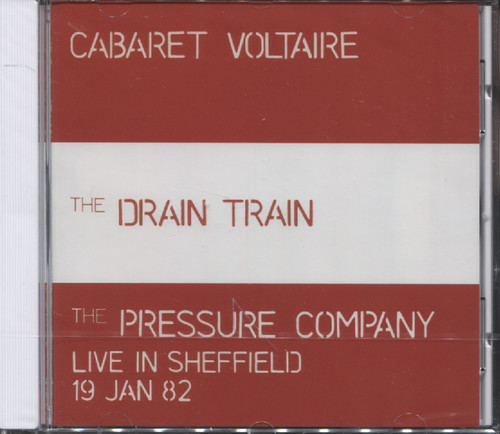 CABARET VOLTAIRE
THE DRAIN TRAIN
THE PRESSURE COMPANY
LIVE IN SHEFFIELD
19 JAN 82